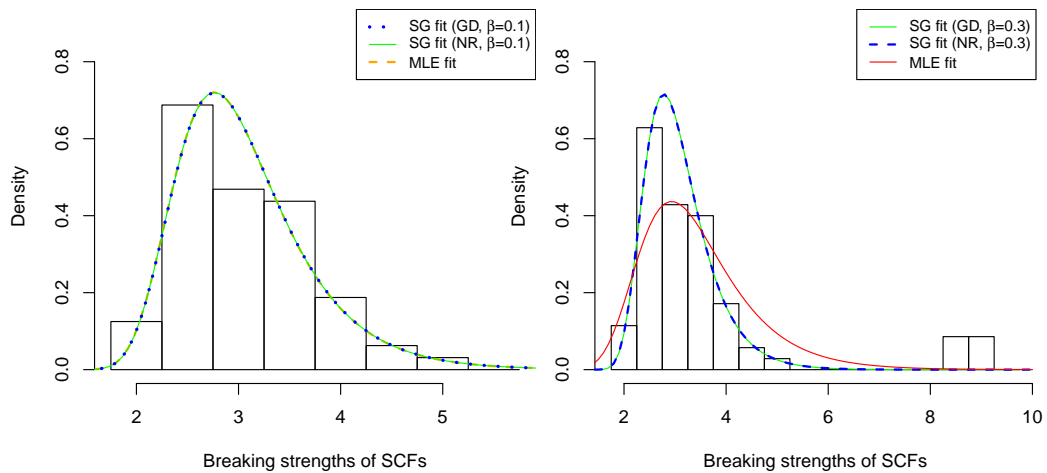 SG fit (GD, β=0.1)
SG fit (NR, β=0.1)
MLE fit
Density
0.0
0.2
0.4
0.6
0.8
2
3
4
5
Breaking strengths of SCFs
SG fit (GD, β=0.3)
SG fit (NR, β=0.3)
MLE fit
Density
0.0
0.2
0.4
0.6
0.8
2
4
6
8
10
Breaking strengths of SCFs